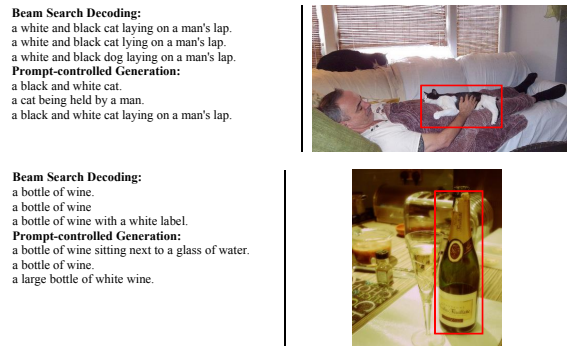 Beam Search Decoding:
a white and black cat laying on a man's lap.
a white and black cat lying on a man's lap.
a white and black dog laying on a man's lap.
Prompt-controlled Generation:
a black and white cat.
a cat being held by a man.
a black and white cat laying on a man's lap.
Beam Search Decoding:
a bottle of wine.
a bottle of wine
a bottle of wine with a white label.
Prompt-controlled Generation:
a bottle of wine sitting next to a glass of water.
a bottle of wine.
a large bottle of white wine.